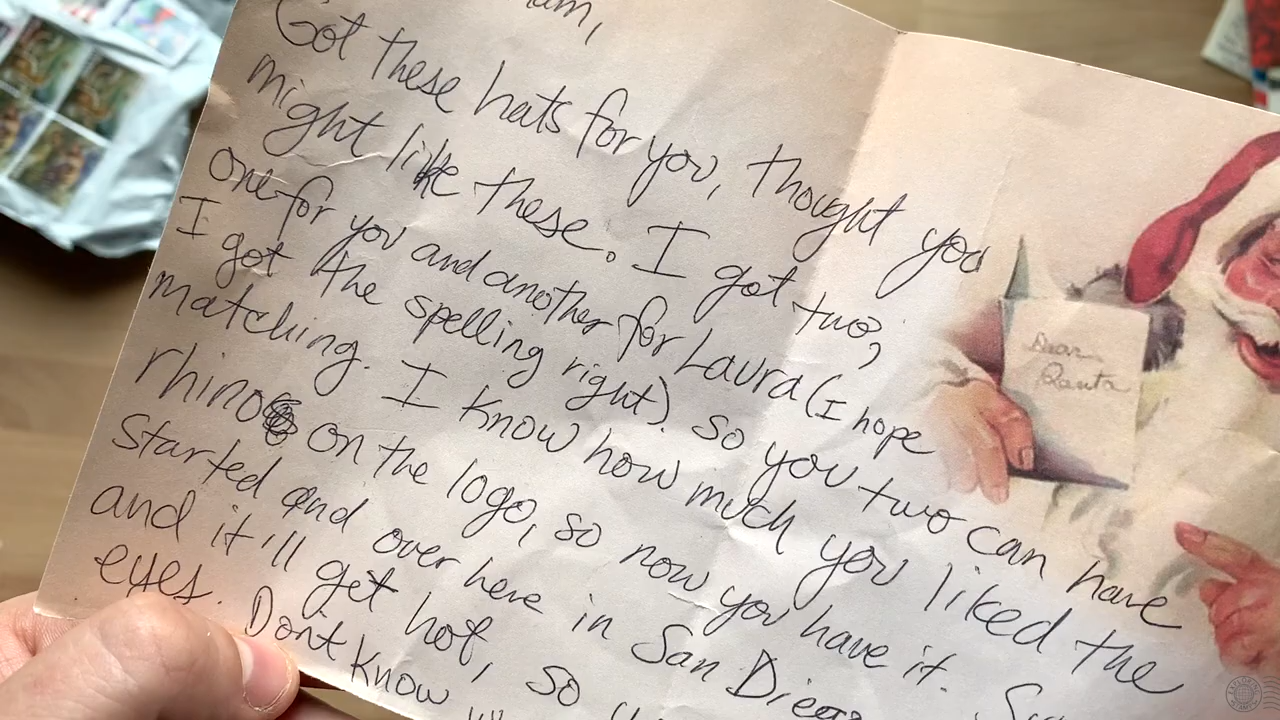 Got these hats for you, thought you
might like these. I got two,
one for you and another for Laura (I hope
I got the spelling right). So you two can have
matching. I know how much you liked the
rhino on the logo, so now you have it.
started and over here in San Diego
and it'll get hot, so
eyes. Don't know
Dear
Santa